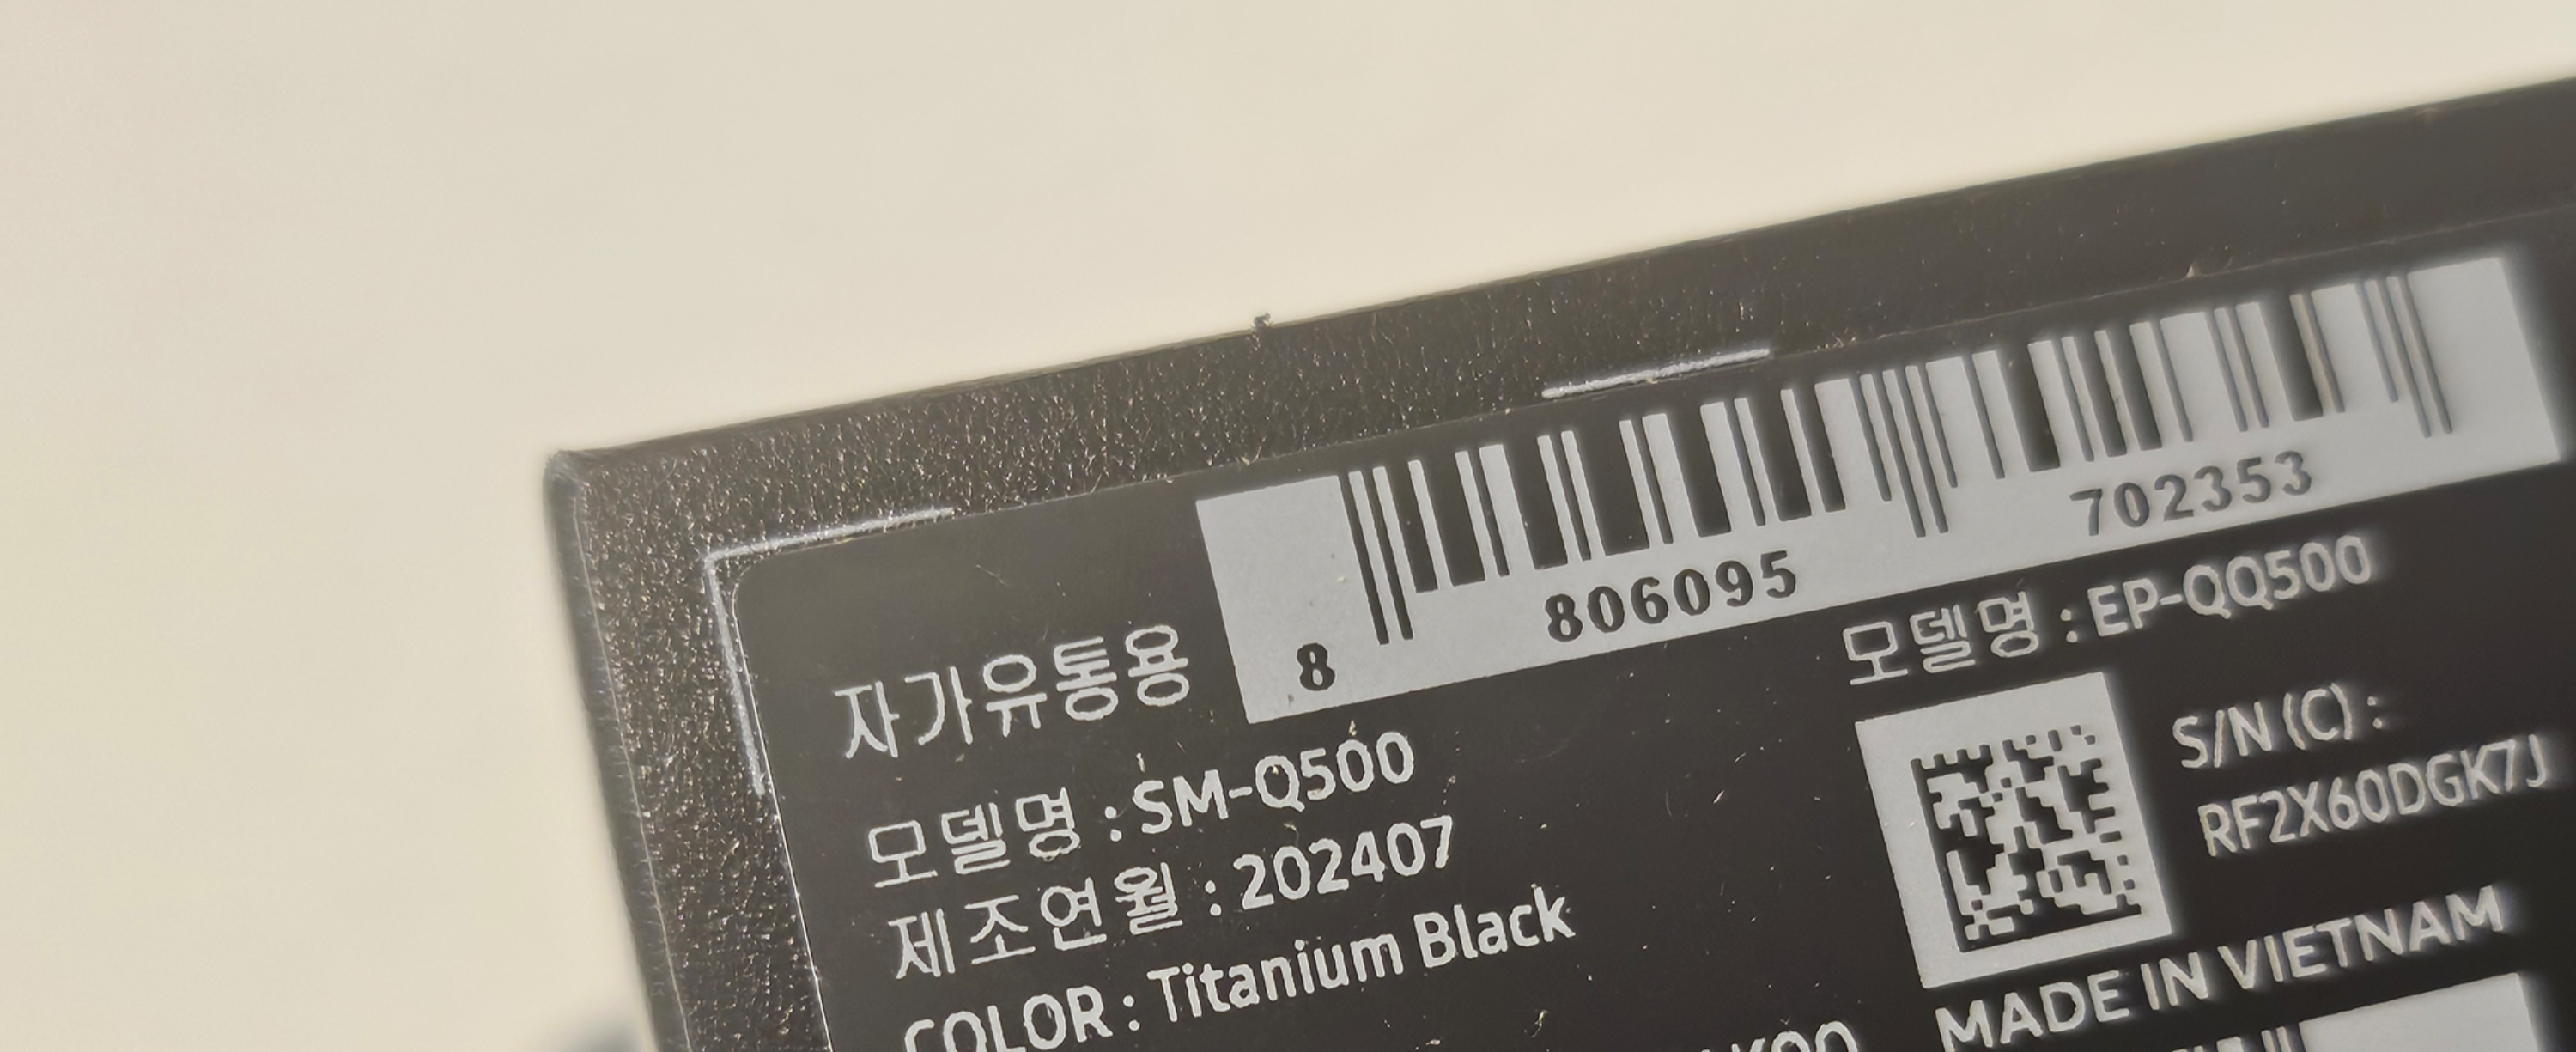 8 806095 702353
자가유통용
모델명 : SM-Q500
제조연월 : 202407
COLOR : Titanium Black
모델명 : EP-QQ500
S/N (C) :
RF2X60DGK7J
MADE IN VIETNAM